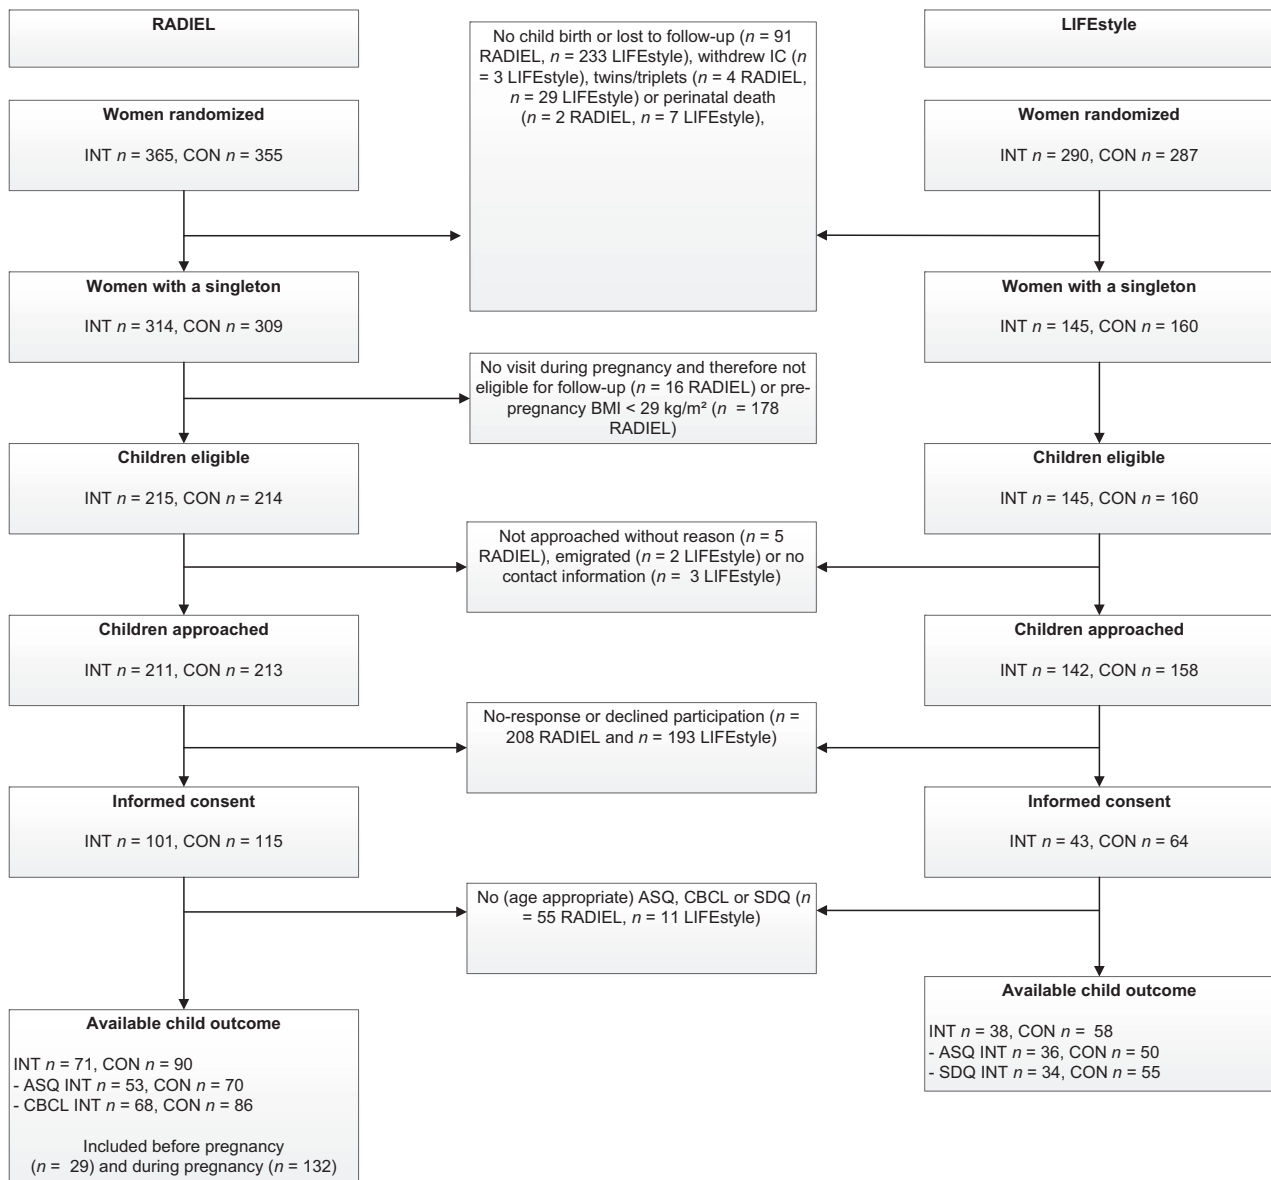 RADIEL
No child birth or lost to follow-up (n = 91
RADIEL, n = 233 LIFEstyle), withdrew IC (n
= 3 LIFEstyle), twins/triplets (n = 4 RADIEL,
n = 29 LIFEstyle) or perinatal death
(n = 2 RADIEL, n = 7 LIFEstyle),
LIFEstyle
Women randomized
INT n = 365, CON n = 355
Women randomized
INT n = 290, CON n = 287
Women with a singleton
INT n = 314, CON n = 309
Women with a singleton
INT n = 145, CON n = 160
No visit during pregnancy and therefore not
eligible for follow-up (n = 16 RADIEL) or pre-
pregnancy BMI < 29 kg/m² (n = 178
RADIEL)
Children eligible
INT n = 215, CON n = 214
Children eligible
INT n = 145, CON n = 160
Not approached without reason (n = 5
RADIEL), emigrated (n = 2 LIFEstyle) or no
contact information (n = 3 LIFEstyle)
Children approached
INT n = 211, CON n = 213
Children approached
INT n = 142, CON n = 158
No-response or declined participation (n =
208 RADIEL and n = 193 LIFEstyle)
Informed consent
INT n = 101, CON n = 115
Informed consent
INT n = 43, CON n = 64
No (age appropriate) ASQ, CBCL or SDQ (n
= 55 RADIEL, n = 11 LIFEstyle)
Available child outcome
INT n = 71, CON n = 90
- ASQ INT n = 53, CON n = 70
- CBCL INT n = 68, CON n = 86
Included before pregnancy
(n = 29) and during pregnancy (n = 132)
Available child outcome
INT n = 38, CON n = 58
- ASQ INT n = 36, CON n = 50
- SDQ INT n = 34, CON n = 55